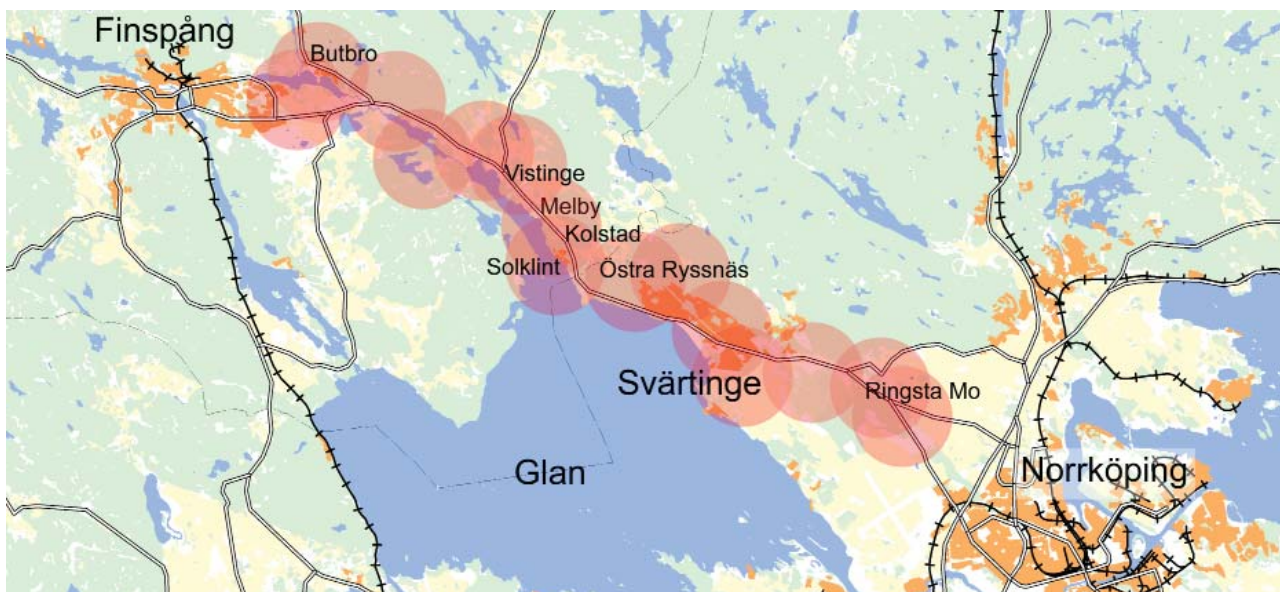 Finspång
Butbro
Vistinge
Melby
Kolstad
Solklint
Östra Ryssnäs
Svärtinge
Ringsta Mo
Glan
Norrköping